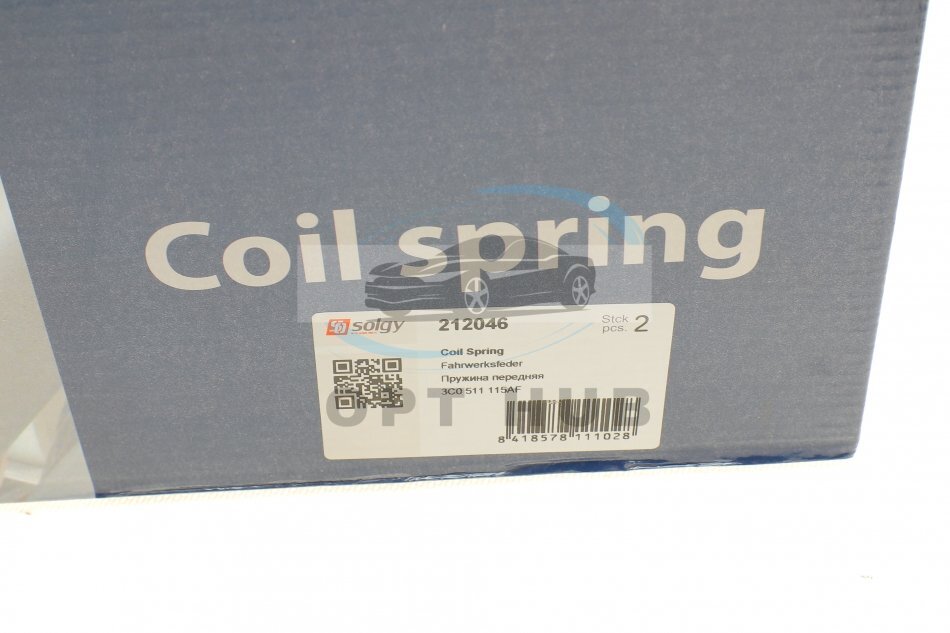 Coil spring
solgy 212046 Stck pcs. 2
Coil Spring
Fahrwerksfeder
Пружина передняя
3C0 511 115AF
OPT HUB
8 418578 111028